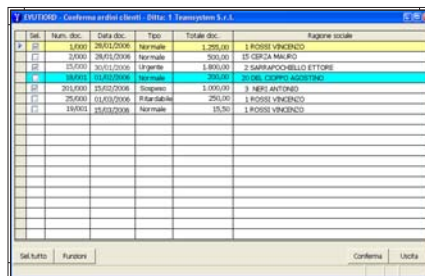 EVUTIORD - Conferma ordini clienti - Ditta: 1 Teamsystem S.r.l.
Sel. Num. doc. Data doc. Tipo Totale doc. Ragione sociale
1/000 28/01/2006 Normale 1.255,00 1 ROSSI VINCENZO
2/000 28/01/2006 Normale 500,00 15 CERZA MAURO
15/000 30/01/2006 Urgente 1.800,00 2 SARRAPOCHIELLO ETTORE
18/001 01/02/2006 Normale 200,00 20 DEL CIOPPO AGOSTINO
201/000 15/02/2006 Sospeso 1.000,00 3 NERI ANTONIO
25/000 01/03/2006 Ritardabile 250,00 1 ROSSI VINCENZO
19/001 15/03/2006 Normale 15,50 1 ROSSI VINCENZO
Sel.tutto Funzioni Conferma Uscita